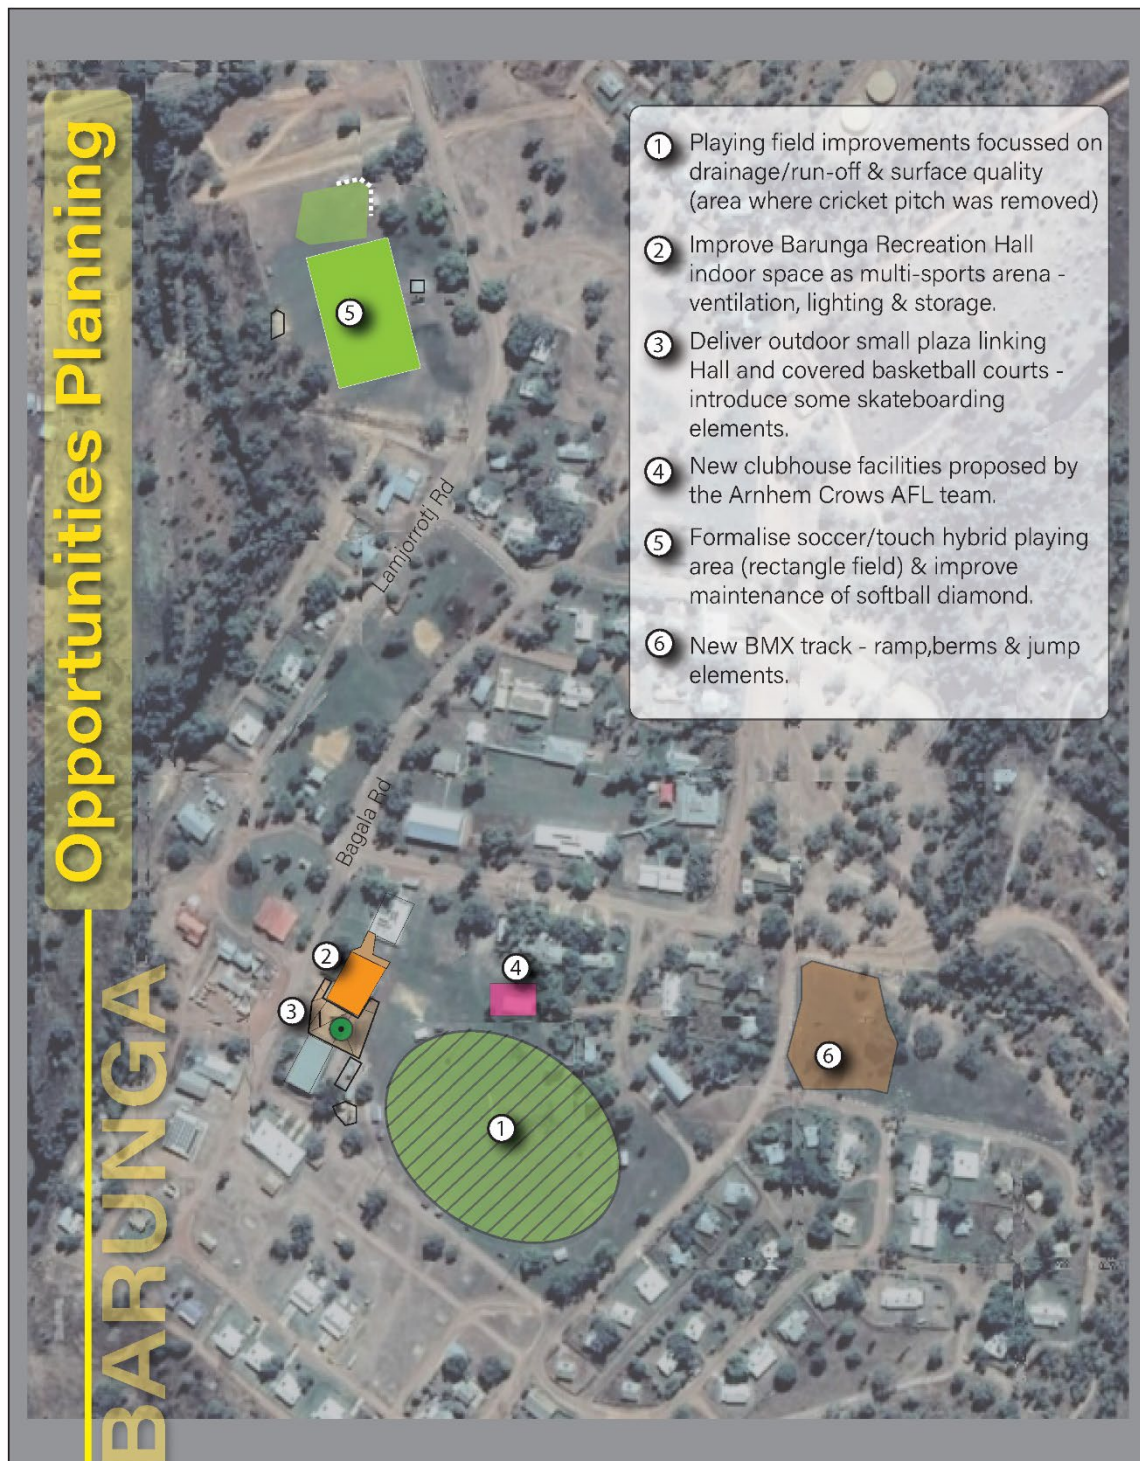 Opportunities Planning
BARUNGA
1 Playing field improvements focussed on
drainage/run-off & surface quality
(area where cricket pitch was removed)
2 Improve Barunga Recreation Hall
indoor space as multi-sports arena -
ventilation, lighting & storage.
3 Deliver outdoor small plaza linking
Hall and covered basketball courts -
introduce some skateboarding
elements.
4 New clubhouse facilities proposed by
the Arnhem Crows AFL team.
5 Formalise soccer/touch hybrid playing
area (rectangle field) & improve
maintenance of softball diamond.
6 New BMX track - ramp,berms & jump
elements.
5
Lamjorrotj Rd
Bagala Rd
2
4
3
6
1